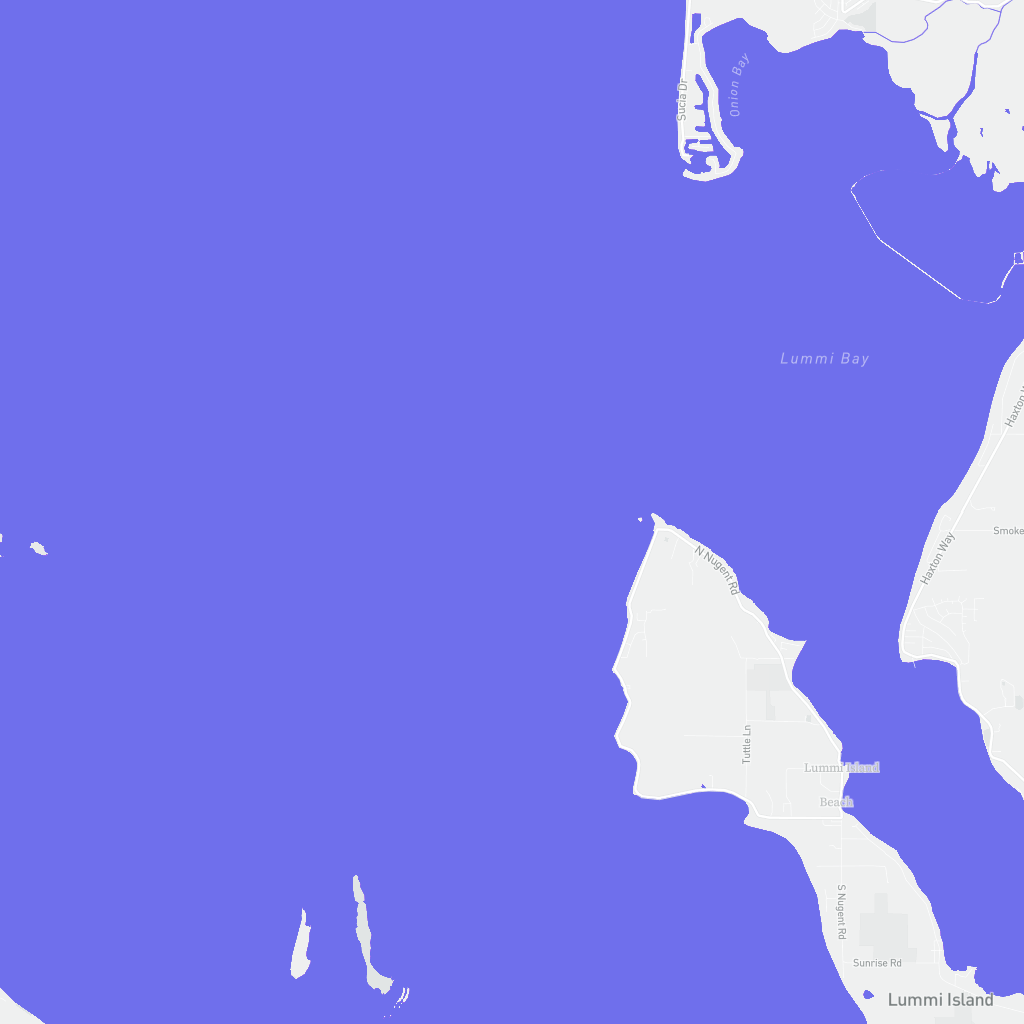 Sucia Dr
Onion Bay
Lummi Bay
Haxton W
Smoke
Haxton Way
N Nugent Rd
Tuttle Ln
Lummi Island
Beach
S Nugent Rd
Sunrise Rd
Lummi Island